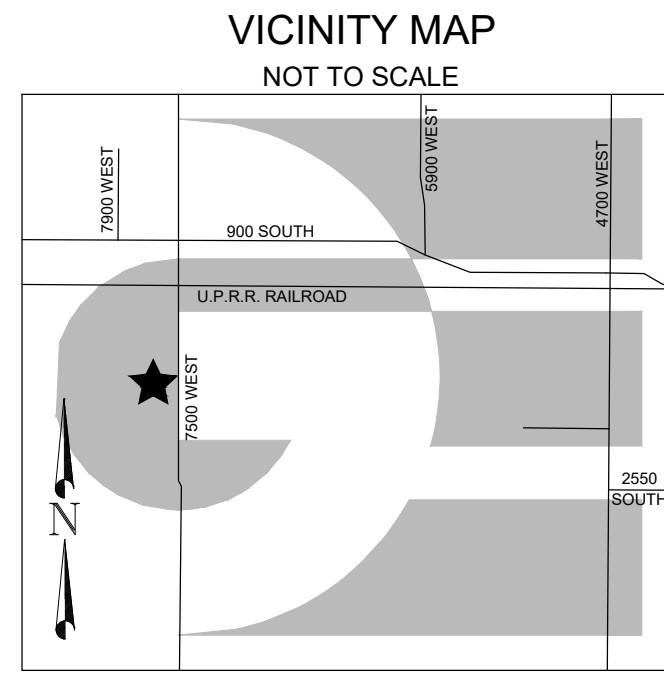 VICINITY MAP
NOT TO SCALE
7900 WEST
5900 WEST
4700 WEST
900 SOUTH
U.P.R.R. RAILROAD
7500 WEST
2550
SOUTH
N